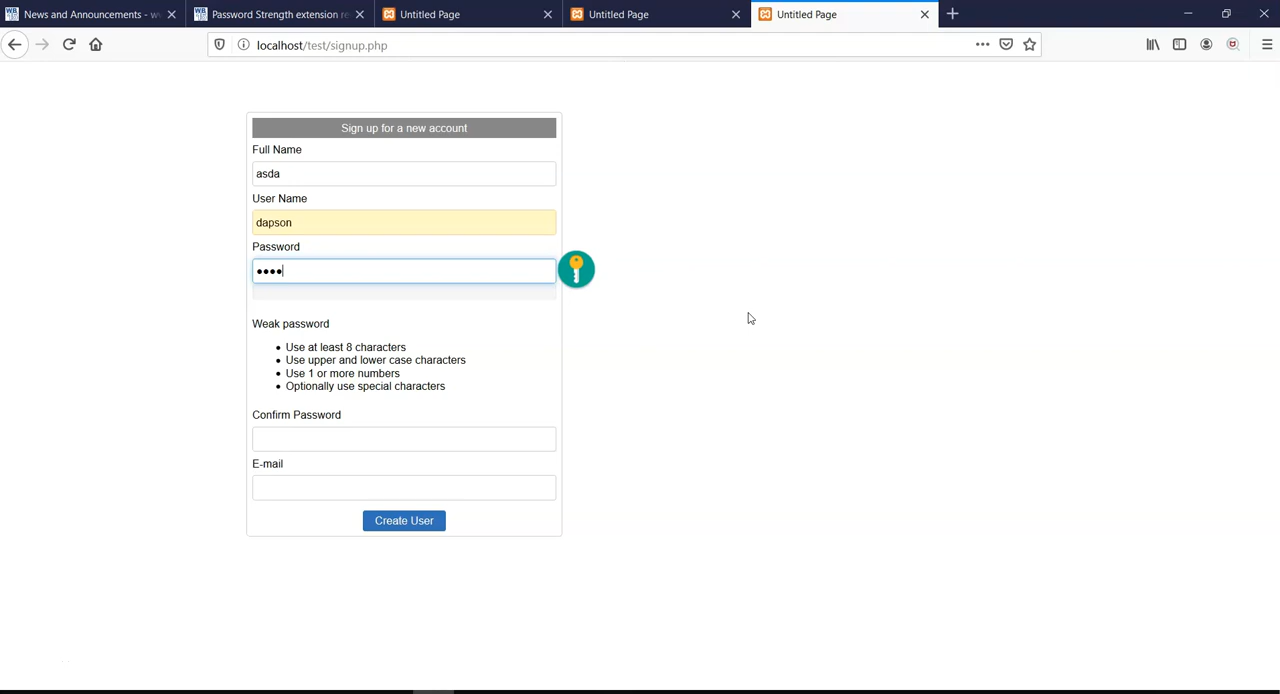 News and Announcements - w
Password Strength extension re
Untitled Page
Untitled Page
Untitled Page
localhost/test/signup.php
Sign up for a new account
Full Name
asda
User Name
dapson
Password
••••
Weak password
• Use at least 8 characters
• Use upper and lower case characters
• Use 1 or more numbers
• Optionally use special characters
Confirm Password
E-mail
Create User